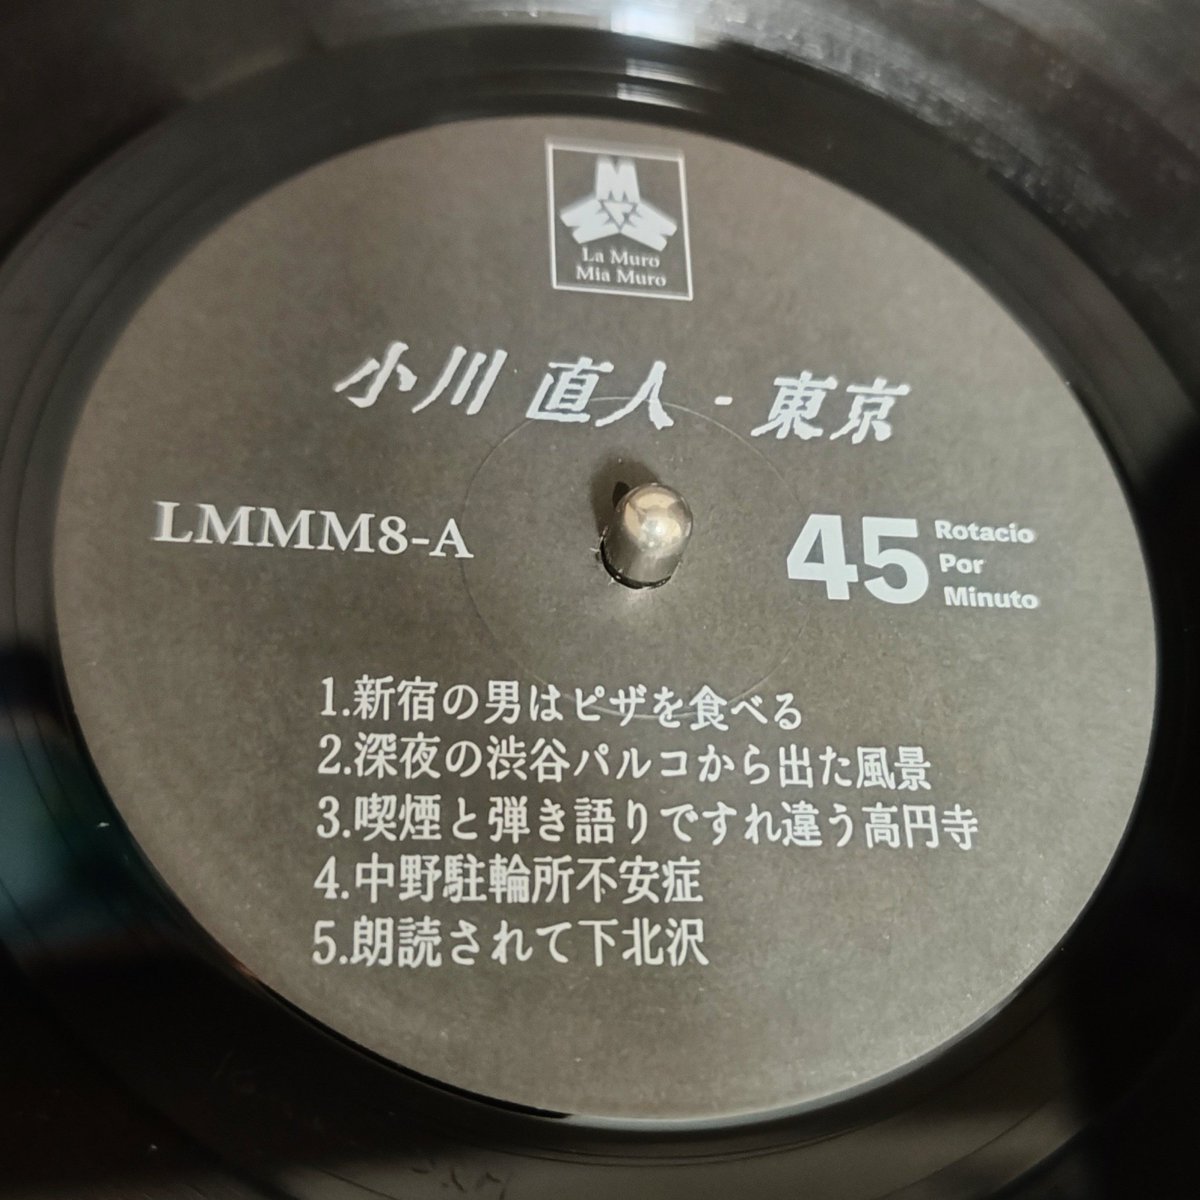 M
La Muro
Mia Muro
小川 直人 - 東京
LMMM8-A
45 Rotacio
Por
Minuto
1.新宿の男はピザを食べる
2.深夜の渋谷パルコから出た風景
3.喫煙と弾き語りですれ違う高円寺
4.中野駐輪所不安症
5.朗読されて下北沢